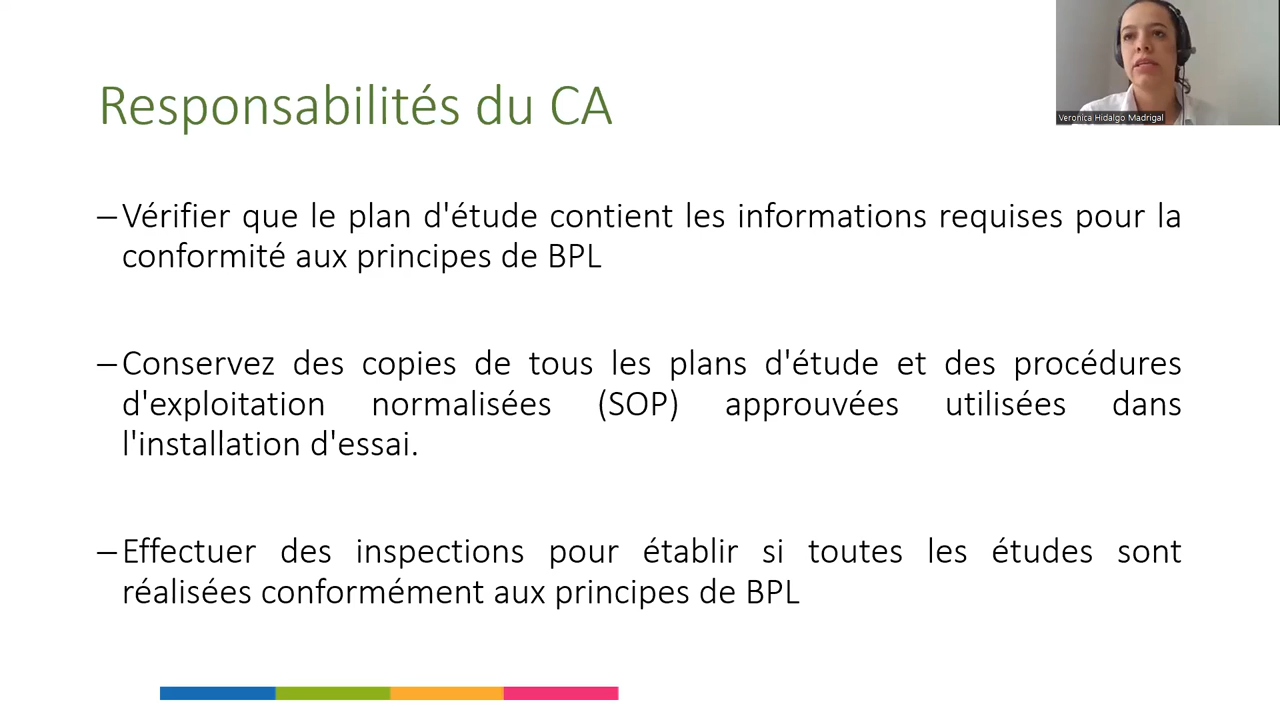 Responsabilités du CA
Veronica Hidalgo Madrigal
–Vérifier que le plan d'étude contient les informations requises pour la
conformité aux principes de BPL
–Conservez des copies de tous les plans d'étude et des procédures
d'exploitation normalisées (SOP) approuvées utilisées dans
l'installation d'essai.
–Effectuer des inspections pour établir si toutes les études sont
réalisées conformément aux principes de BPL